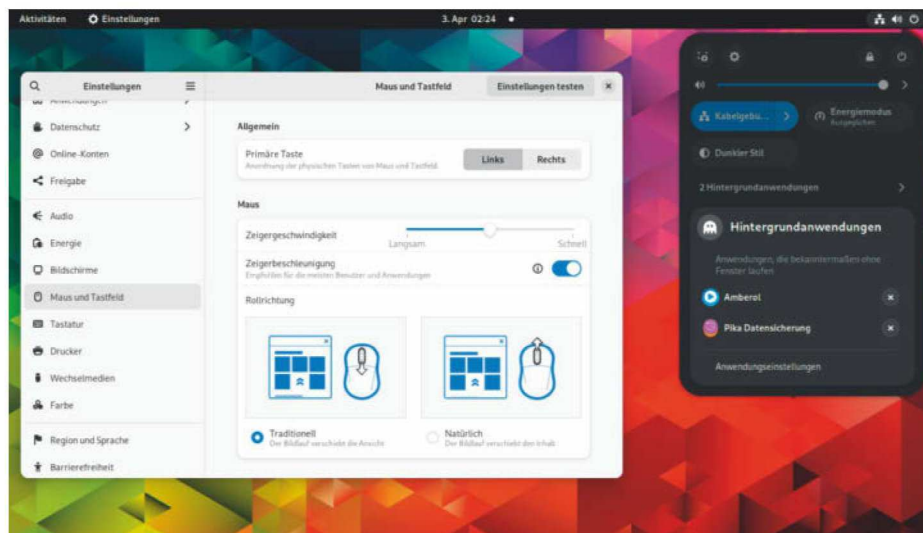 Aktivitäten
Einstellungen
3. Apr 02:24
Einstellungen
Maus und Tastfeld
Einstellungen testen
Anwendungen
Datenschutz
Online-Konten
Freigabe
Audio
Energie
Bildschirme
Maus und Tastfeld
Tastatur
Drucker
Wechselmedien
Farbe
Region und Sprache
Barrierefreiheit
Allgemein
Primäre Taste
Anordnung der physischen Tasten von Maus und Tastfeld.
Links
Rechts
Maus
Zeigergeschwindigkeit
Langsam
Schnell
Zeigerbeschleunigung
Empfohlen für die meisten Benutzer und Anwendungen
Rollrichtung
Traditionell
Der Bildlauf verschiebt die Ansicht
Natürlich
Der Bildlauf verschiebt den Inhalt
Kabelgebu...
Energiemodus
Ausgeglichen
Dunkler Stil
2 Hintergrundanwendungen
Hintergrundanwendungen
Anwendungen, die bekanntermaßen ohne
Fenster laufen
Amberol
Pika Datensicherung
Anwendungseinstellungen